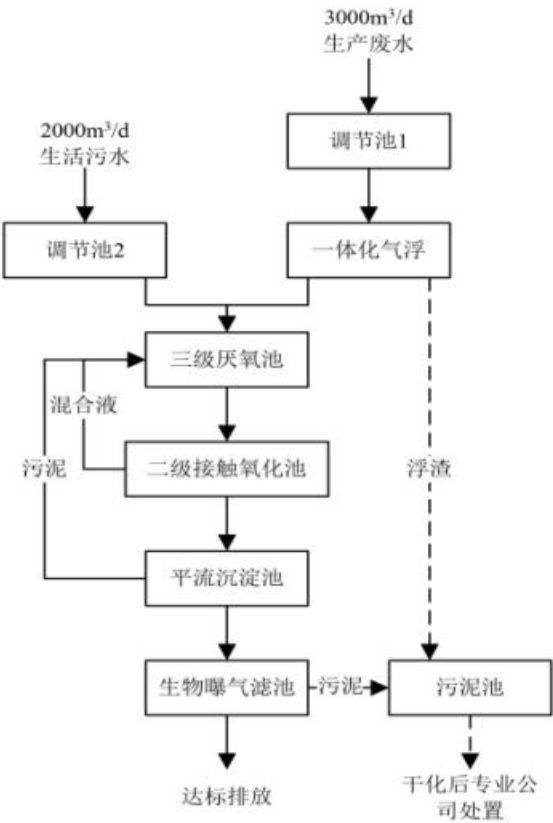 3000m³/d
生产废水
调节池1
2000m³/d
生活污水
调节池2
一体化气浮
三级厌氧池
混合液
污泥
二级接触氧化池
浮渣
平流沉淀池
生物曝气滤池
污泥
污泥池
达标排放
干化后专业公
司处置